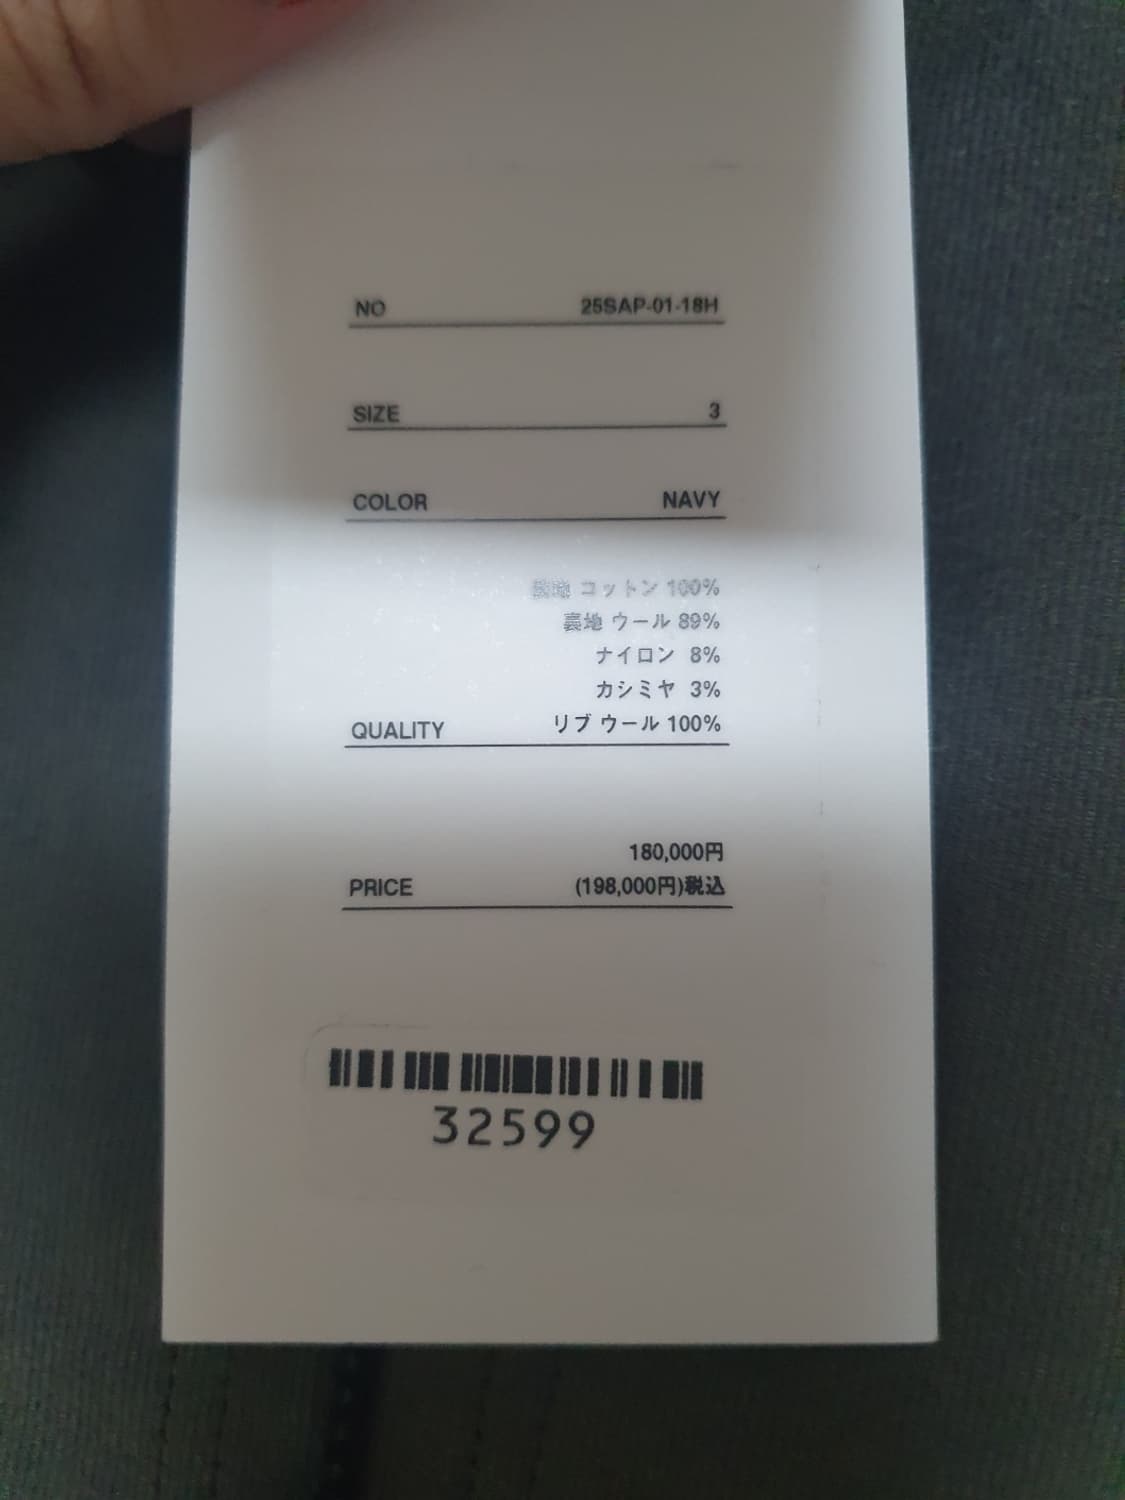 NO 25SAP-01-18H
SIZE 3
COLOR NAVY
表地 コットン 100%
裏地 ウール 89%
ナイロン 8%
カシミヤ 3%
QUALITY リブ ウール 100%
180,000円
PRICE (198,000円)税込
32599